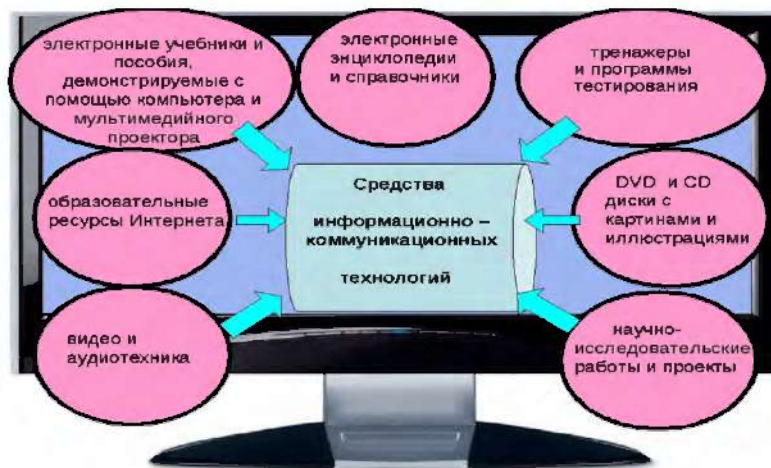 электронные учебники и
пособия,
демонстрируемые с
помощью компьютера и
мультимедийного
проектора
электронные
энциклопедии
и справочники
тренажеры
и программы
тестирования
образовательные
ресурсы Интернета
Средства
информационно –
коммуникационных
технологий
DVD и CD
диски с
картинами и
иллюстрациями
видео и
аудиотехника
научно-
исследовательские
работы и проекты